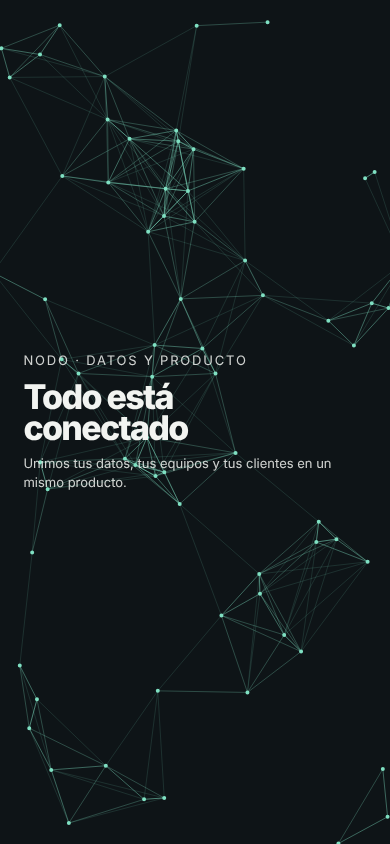 NODO · DATOS Y PRODUCTO
Todo está
conectado
Unimos tus datos, tus equipos y tus clientes en un
mismo producto.